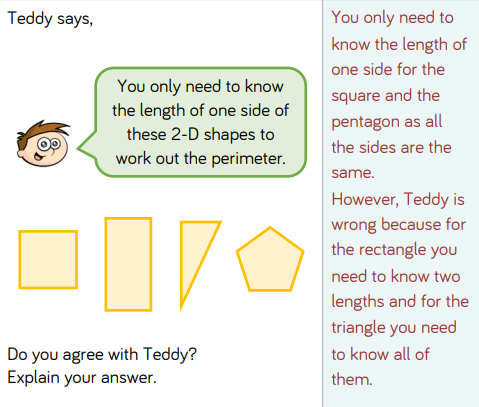 Teddy says,
You only need to know
the length of one side of
these 2-D shapes to
work out the perimeter.
Do you agree with Teddy?
Explain your answer.
You only need to
know the length of
one side for the
square and the
pentagon as all
the sides are the
same.
However, Teddy is
wrong because for
the rectangle you
need to know two
lengths and for the
triangle you need
to know all of
them.